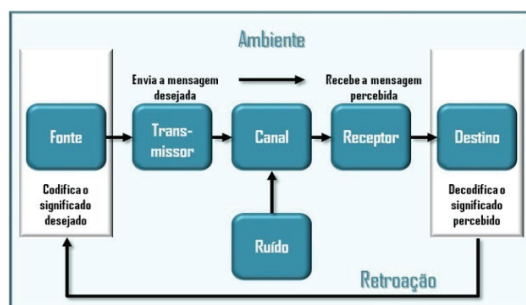 Ambiente
Envia a mensagem
desejada
Recebe a mensagem
percebida
Fonte
Trans-
missor
Canal
Receptor
Destino
Codifica o
significado
desejado
Decodifica o
significado
percebido
Ruído
Retroação